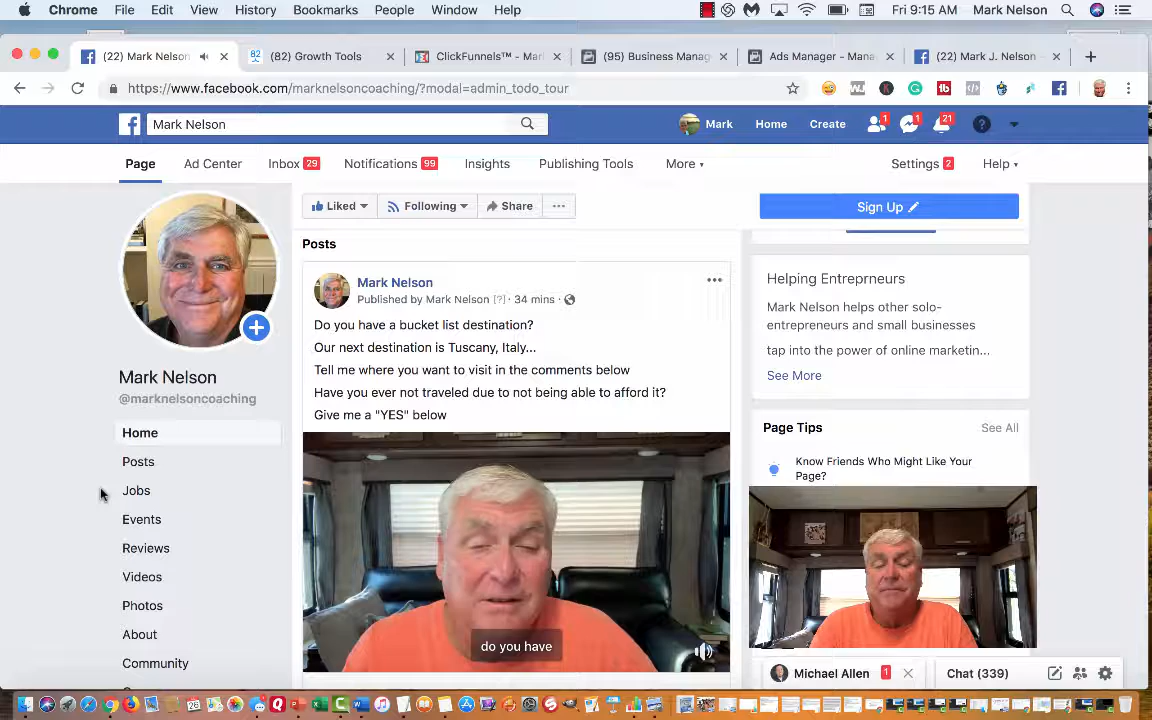 Chrome File Edit View History Bookmarks People Window Help Fri 9:15 AM Mark Nelson
(22) Mark Nelson (82) Growth Tools ClickFunnels™ - Mar (95) Business Manag Ads Manager - Mana (22) Mark J. Nelson
https://www.facebook.com/marknelsoncoaching/?modal=admin_todo_tour
Mark Nelson Mark Home Create 1 1 21
Page Ad Center Inbox 29 Notifications 99 Insights Publishing Tools More Settings 2 Help
Liked Following Share Sign Up
Posts
Mark Nelson
Published by Mark Nelson [?] · 34 mins ·
Do you have a bucket list destination?
Our next destination is Tuscany, Italy...
Tell me where you want to visit in the comments below
Have you ever not traveled due to not being able to afford it?
Give me a "YES" below
do you have
Mark Nelson
@marknelsoncoaching
Home
Posts
Jobs
Events
Reviews
Videos
Photos
About
Community
Helping Entreprneurs
Mark Nelson helps other solo-
entrepreneurs and small businesses
tap into the power of online marketin...
See More
Page Tips See All
Know Friends Who Might Like Your
Page?
Michael Allen 1 Chat (339)